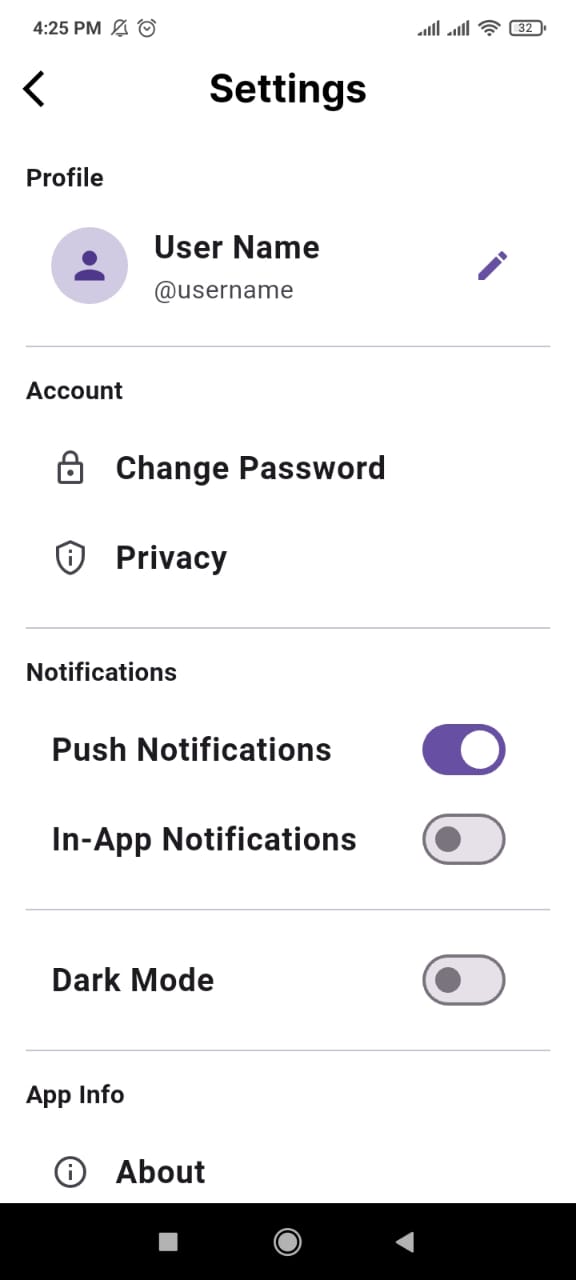 4:25 PM 32
Settings
Profile
User Name
@username
Account
Change Password
Privacy
Notifications
Push Notifications
In-App Notifications
Dark Mode
App Info
About